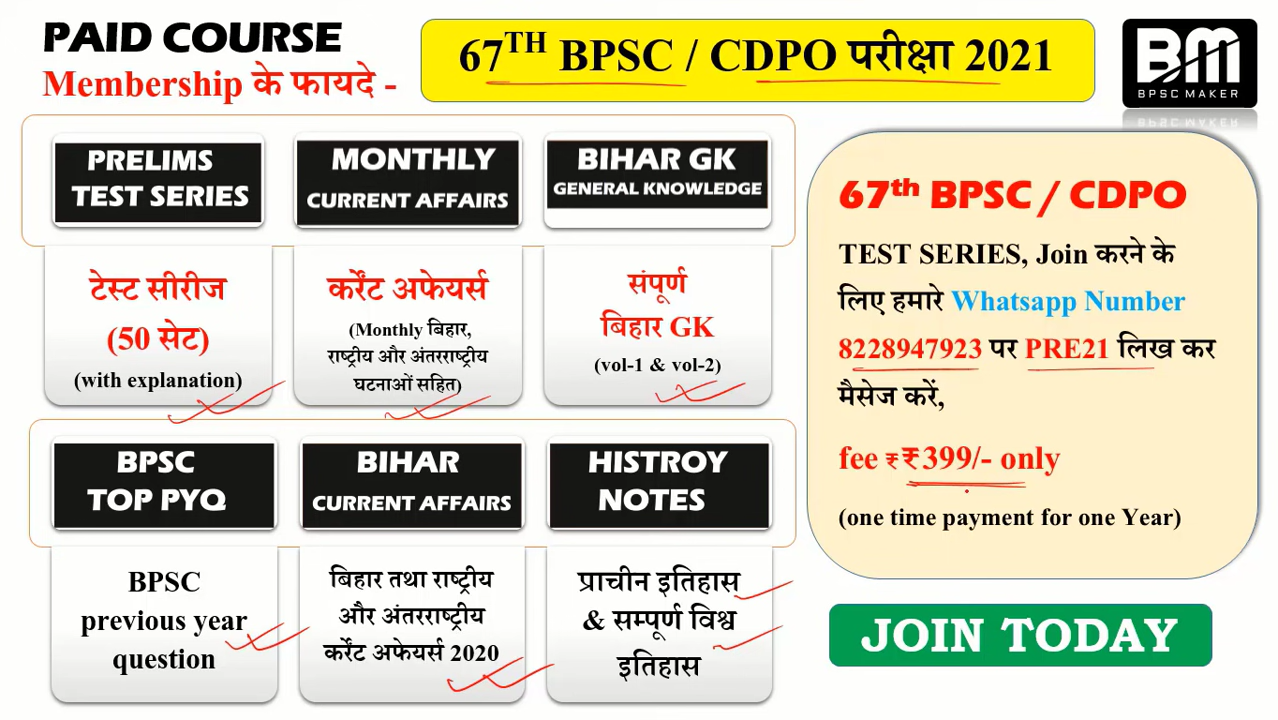 PAID COURSE
Membership के फायदे -
67TH BPSC / CDPO परीक्षा 2021
BM
BPSC MAKER
PRELIMS
TEST SERIES
टेस्ट सीरीज
(50 सेट)
(with explanation)
MONTHLY
CURRENT AFFAIRS
करेंट अफेयर्स
(Monthly बिहार,
राष्ट्रीय और अंतरराष्ट्रीय
घटनाओं सहित)
BIHAR GK
GENERAL KNOWLEDGE
संपूर्ण
बिहार GK
(vol-1 & vol-2)
BPSC
TOP PYQ
BPSC
previous year
question
BIHAR
CURRENT AFFAIRS
बिहार तथा राष्ट्रीय
और अंतरराष्ट्रीय
करेंट अफेयर्स 2020
HISTROY
NOTES
प्राचीन इतिहास
& सम्पूर्ण विश्व
इतिहास
67th BPSC / CDPO
TEST SERIES, Join करने के
लिए हमारे Whatsapp Number
8228947923 पर PRE21 लिख कर
मैसेज करें,
fee ₹₹399/- only
(one time payment for one Year)
JOIN TODAY